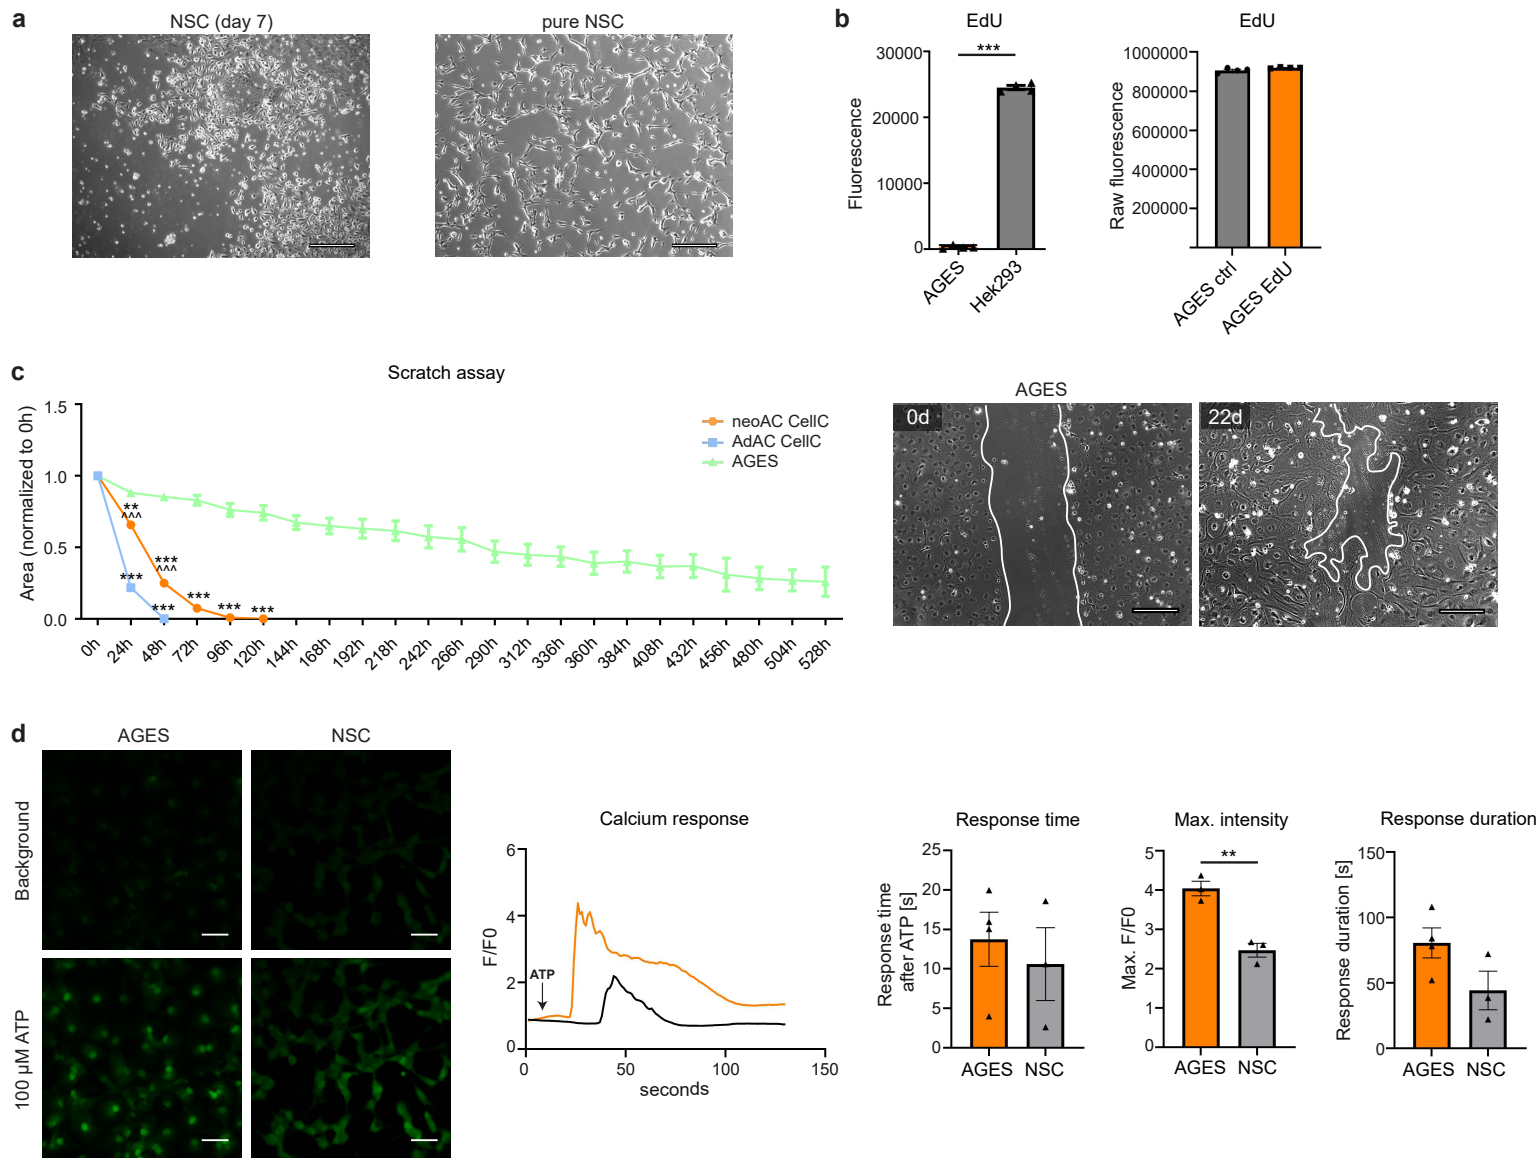 a
NSC (day 7)
pure NSC
b
EdU
Fluorescence
30000
20000
10000
0
***
AGES
Hek293
EdU
Raw fluorescence
1000000
800000
600000
400000
200000
AGES ctrl
AGES EdU
c
Scratch assay
Area (normalized to 0h)
1.5
1.0
0.5
0.0
neoAC CellC
AdAC CellC
AGES
**
^^^
***
***
^^^
***
***
***
***
0h
24h
48h
72h
96h
120h
144h
168h
192h
218h
242h
266h
290h
312h
336h
360h
384h
408h
432h
456h
480h
504h
528h
AGES
0d
22d
d
AGES
NSC
Background
100 µM ATP
Calcium response
F/F0
6
4
2
0
ATP
0
50
100
150
seconds
Response time
Response time
after ATP [s]
25
20
15
10
5
0
AGES
NSC
Max. intensity
Max. F/F0
5
4
3
2
1
0
**
AGES
NSC
Response duration
Response duration [s]
150
100
50
0
AGES
NSC